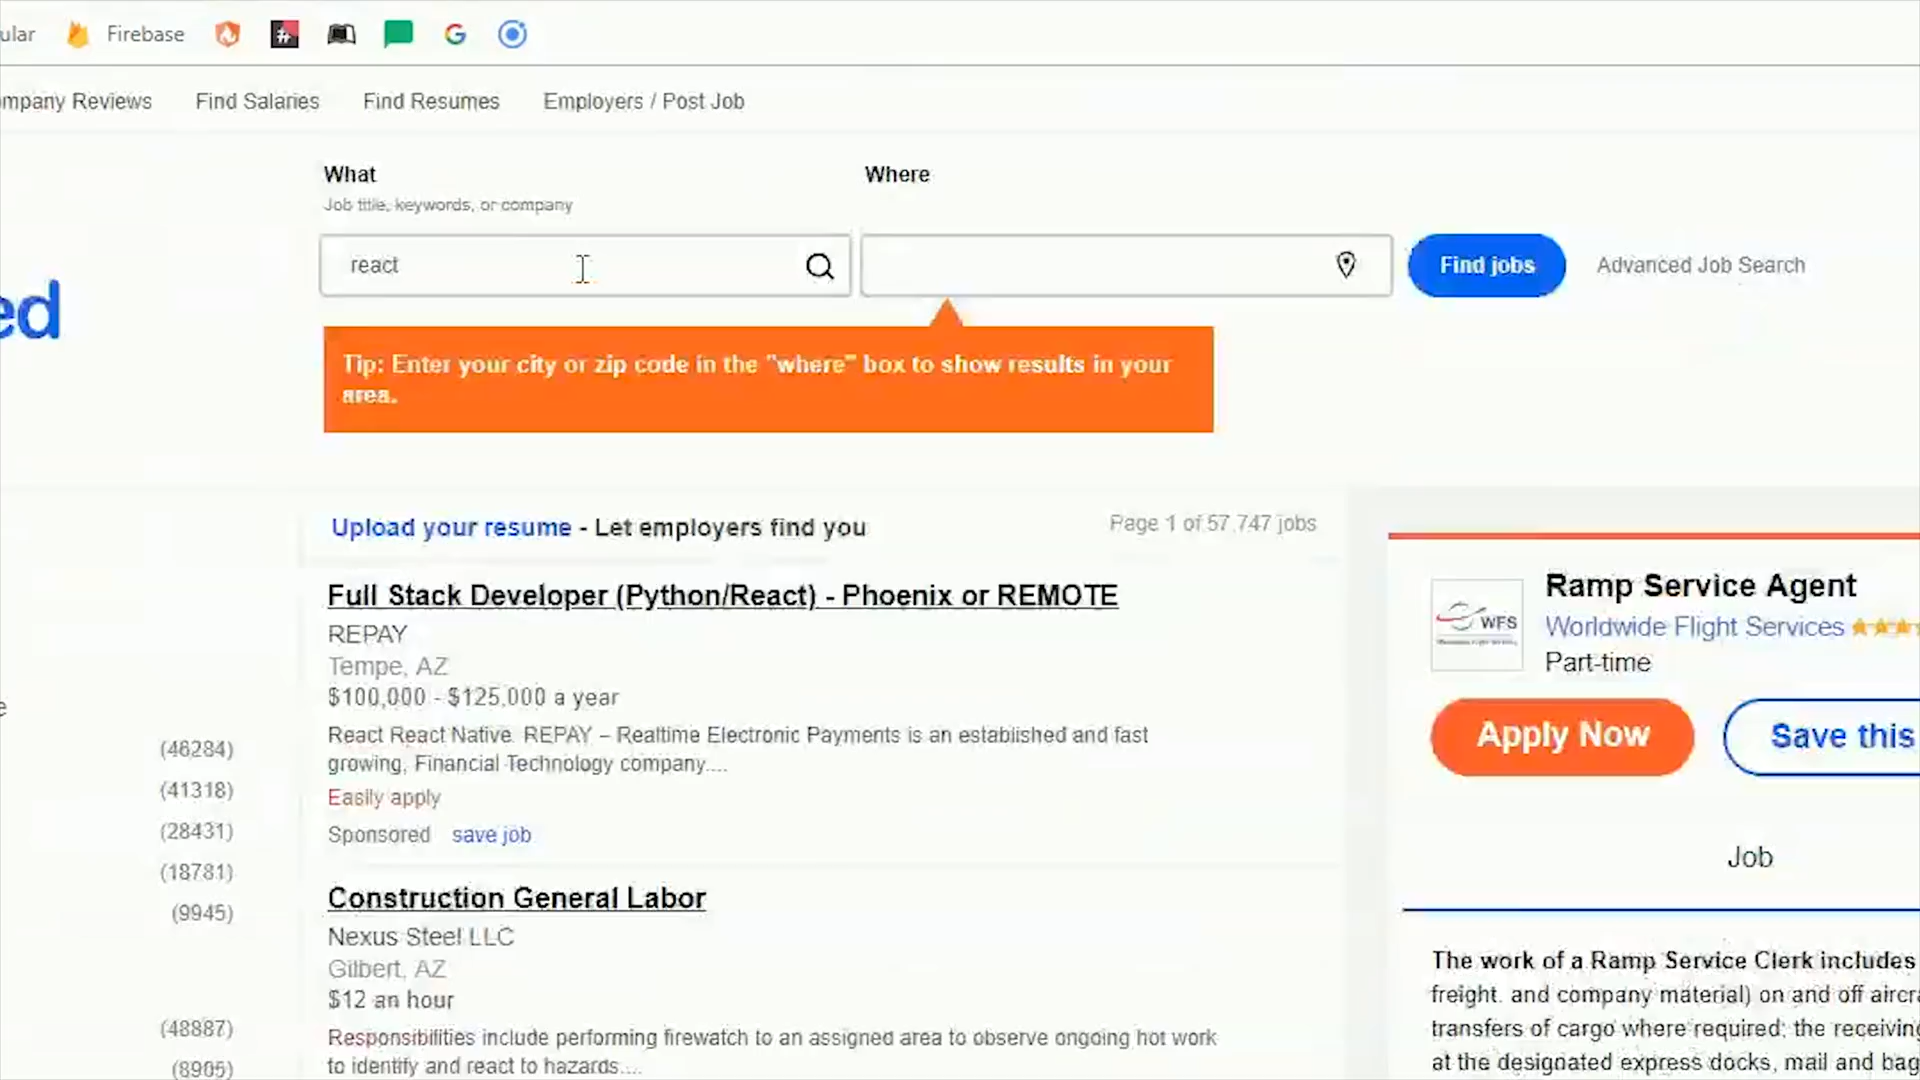 ular Firebase
ompany Reviews Find Salaries Find Resumes Employers / Post Job
What Where
Job title, keywords, or company
react Find jobs Advanced Job Search
ed
Tip: Enter your city or zip code in the "where" box to show results in your
area.
Upload your resume - Let employers find you Page 1 of 57,747 jobs
Full Stack Developer (Python/React) - Phoenix or REMOTE
REPAY
Tempe, AZ
$100,000 - $125,000 a year
React React Native. REPAY – Realtime Electronic Payments is an established and fast
growing, Financial Technology company....
Easily apply
Sponsored save job
Construction General Labor
Nexus Steel LLC
Gilbert, AZ
$12 an hour
Responsibilities include performing firewatch to an assigned area to observe ongoing hot work
to identify and react to hazards....
e
(46284)
(41318)
(28431)
(18781)
(9945)
(48887)
(8905)
WFS
Ramp Service Agent
Worldwide Flight Services
Part-time
Apply Now Save this
Job
The work of a Ramp Service Clerk includes
freight, and company material) on and off aircra
transfers of cargo where required; the receiving
at the designated express docks, mail and bag